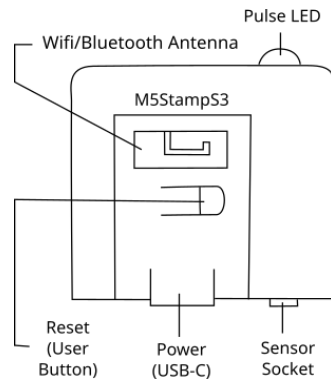 Pulse LED
Wifi/Bluetooth Antenna
M5StampS3
Reset
(User
Button)
Power
(USB-C)
Sensor
Socket